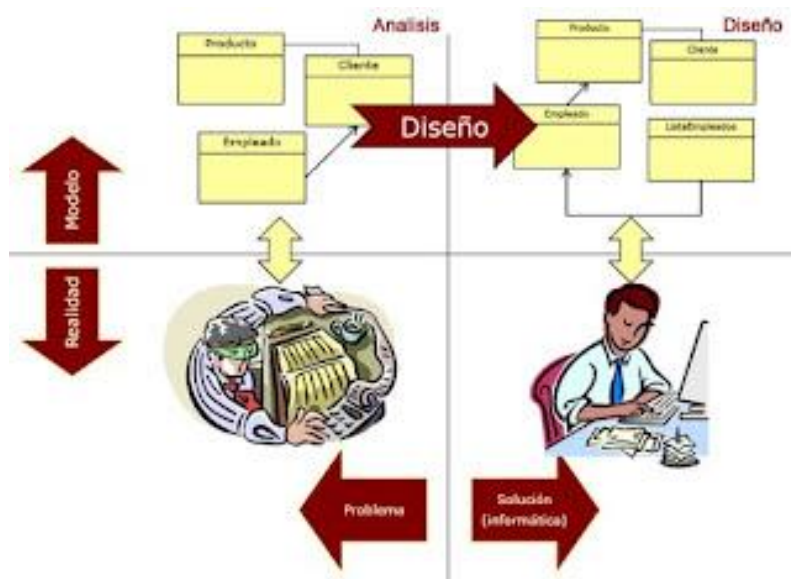 Analisis
Diseño
Producto
Cliente
Empleado
Diseño
Producto
Cliente
Empleado
ListaEmpleados
Modelo
Realidad
Problema
Solución
(informática)